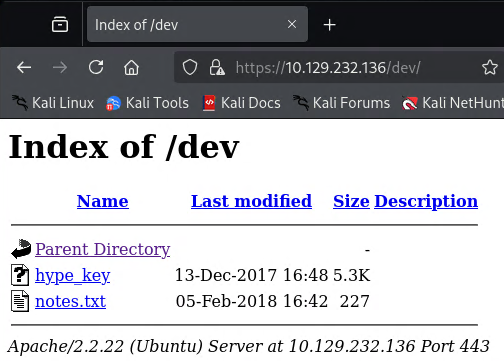 Index of /dev
https://10.129.232.136/dev/
Kali Linux Kali Tools Kali Docs Kali Forums Kali NetHunt
Index of /dev
Name Last modified Size Description
Parent Directory -
hype_key 13-Dec-2017 16:48 5.3K
notes.txt 05-Feb-2018 16:42 227
Apache/2.2.22 (Ubuntu) Server at 10.129.232.136 Port 443